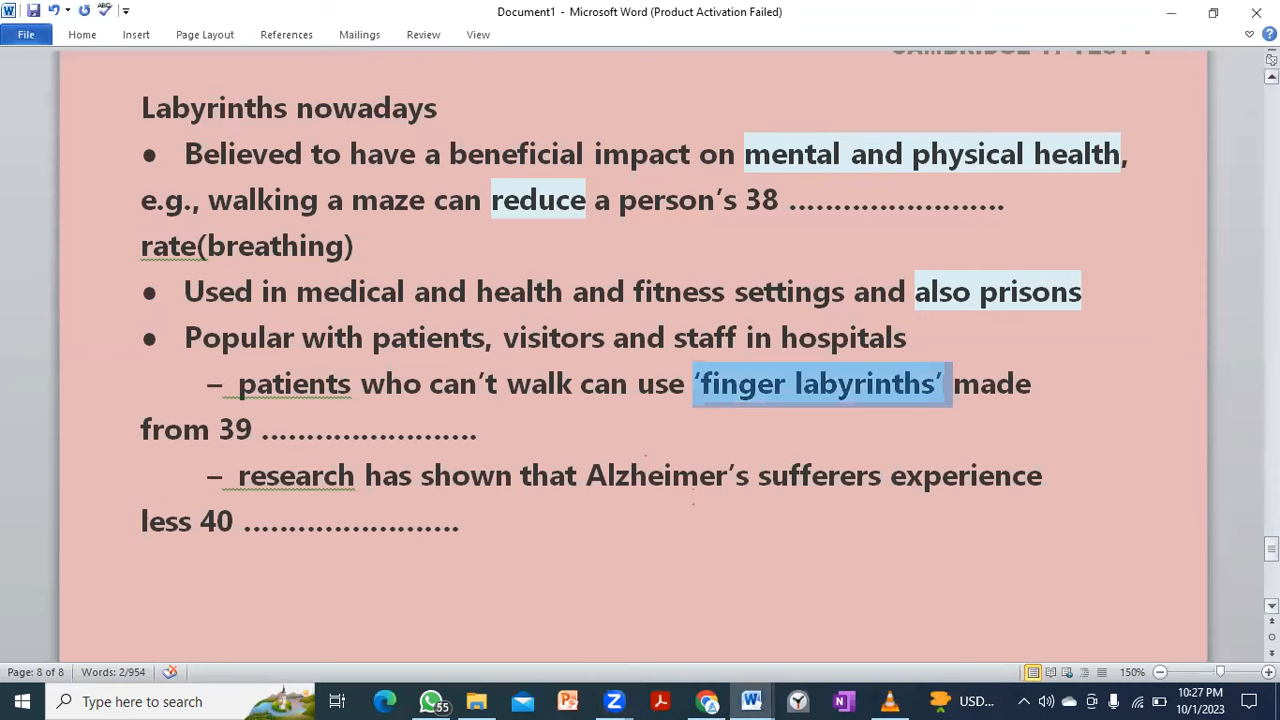 Document1 - Microsoft Word (Product Activation Failed)
File Home Insert Page Layout References Mailings Review View
Labyrinths nowadays
● Believed to have a beneficial impact on mental and physical health,
e.g., walking a maze can reduce a person’s 38 ……………………
rate(breathing)
● Used in medical and health and fitness settings and also prisons
● Popular with patients, visitors and staff in hospitals
– patients who can’t walk can use ‘finger labyrinths’ made
from 39 ……………………
– research has shown that Alzheimer’s sufferers experience
less 40 ……………………
Page: 8 of 8 Words: 2/954 150%
Type here to search 55 USD... 10:27 PM
10/1/2023